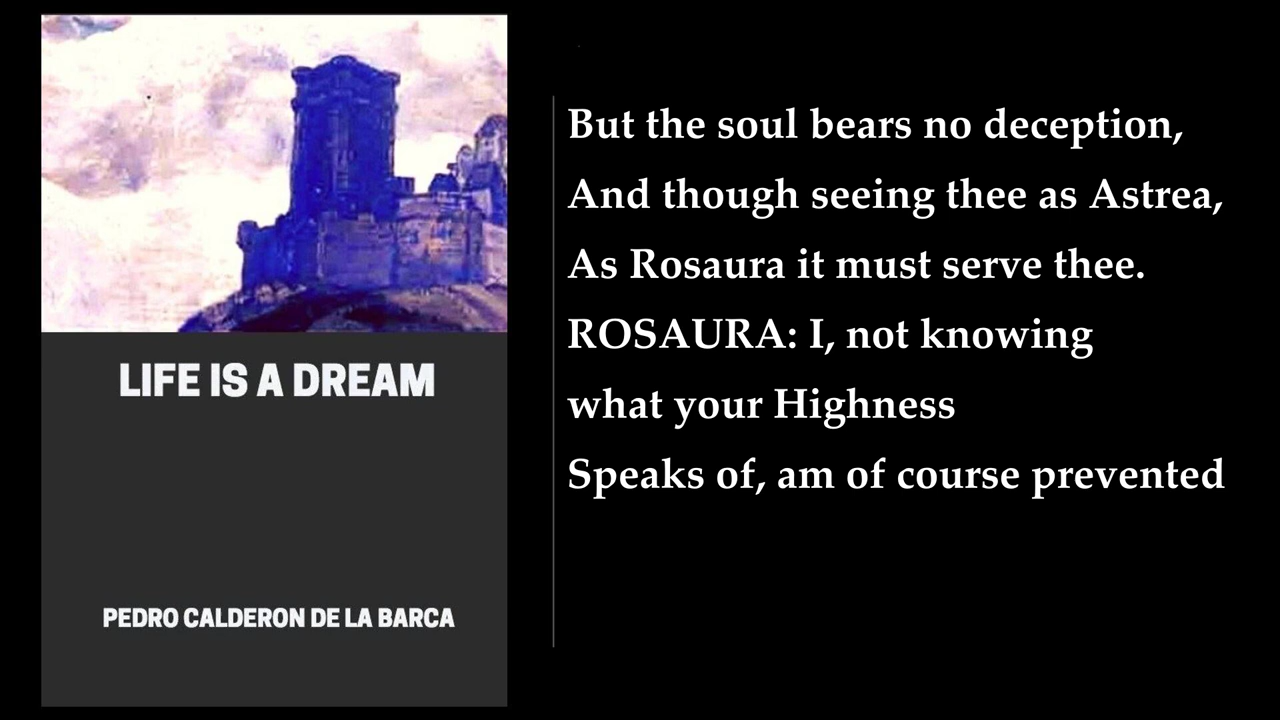 LIFE IS A DREAM
PEDRO CALDERON DE LA BARCA
But the soul bears no deception,
And though seeing thee as Astrea,
As Rosaura it must serve thee.
ROSAURA: I, not knowing
what your Highness
Speaks of, am of course prevented